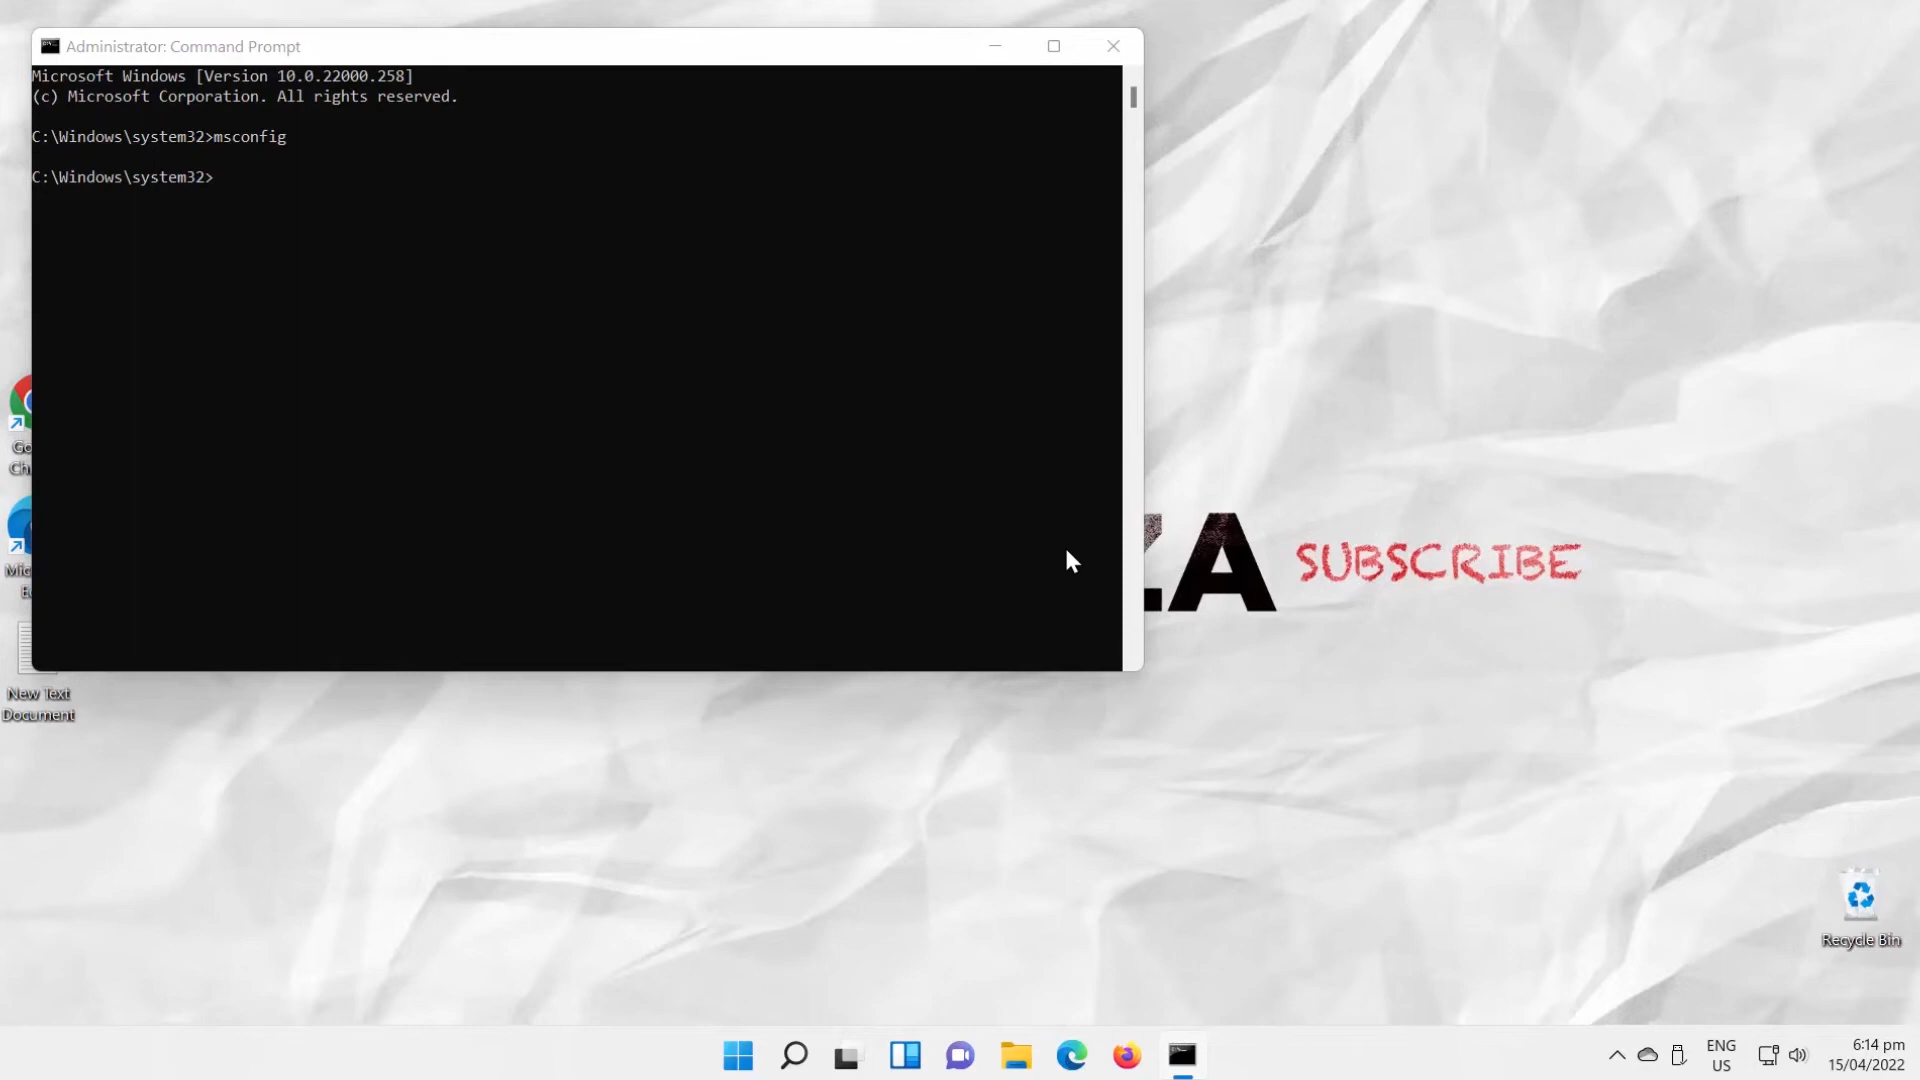 Administrator: Command Prompt
Microsoft Windows [Version 10.0.22000.258]
(c) Microsoft Corporation. All rights reserved.
C:\Windows\system32>msconfig
C:\Windows\system32>
New Text
Document
ZA
SUBSCRIBE
Recycle Bin
ENG
US
6:14 pm
15/04/2022